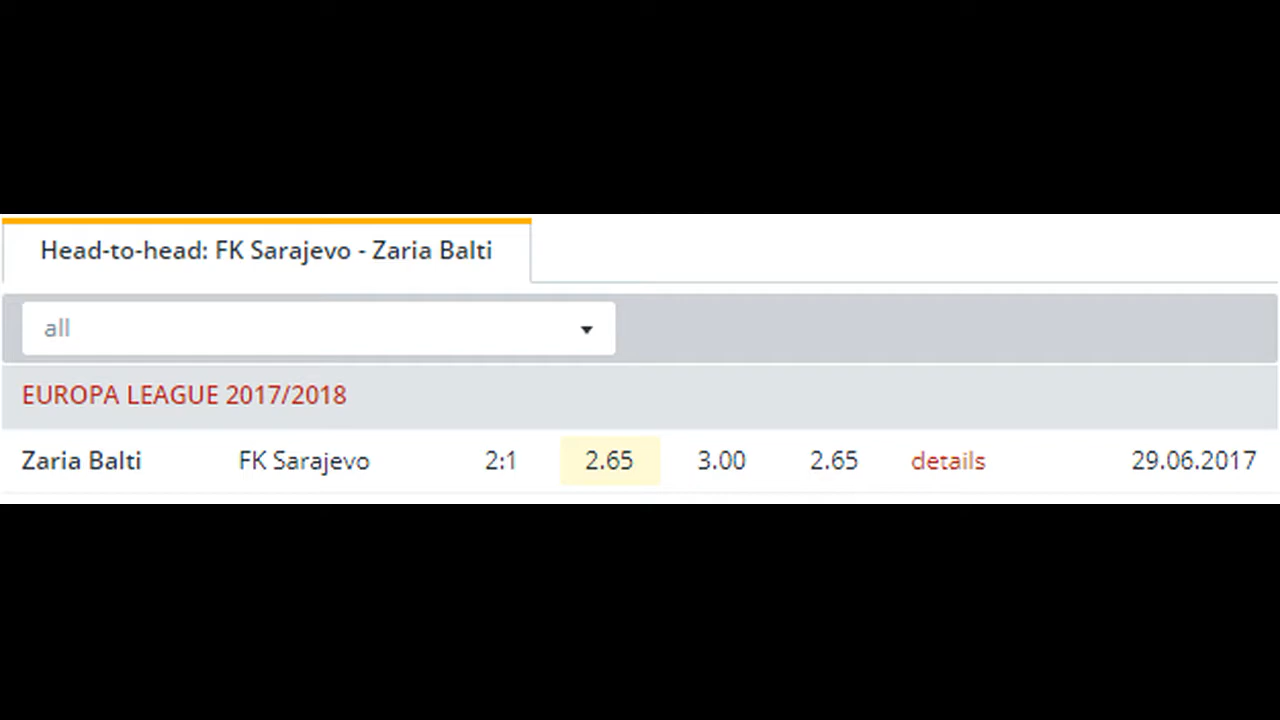 Head-to-head: FK Sarajevo - Zaria Balti
all
EUROPA LEAGUE 2017/2018
Zaria Balti FK Sarajevo 2:1 2.65 3.00 2.65 details 29.06.2017